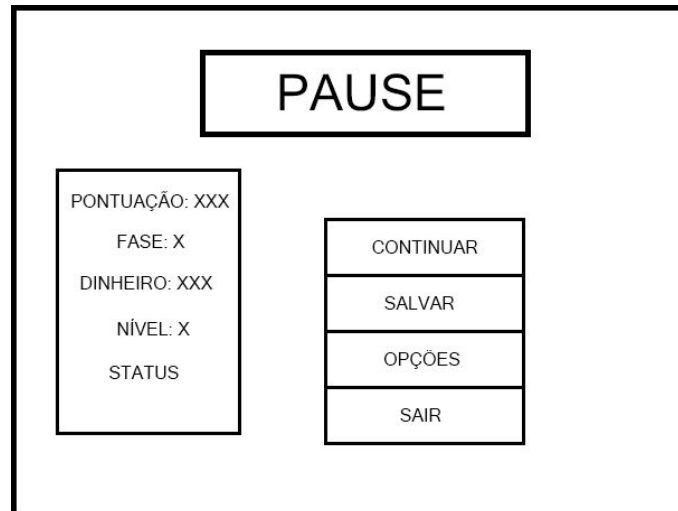 PAUSE
PONTUAÇÃO: XXX
FASE: X
DINHEIRO: XXX
NÍVEL: X
STATUS
CONTINUAR
SALVAR
OPÇÕES
SAIR